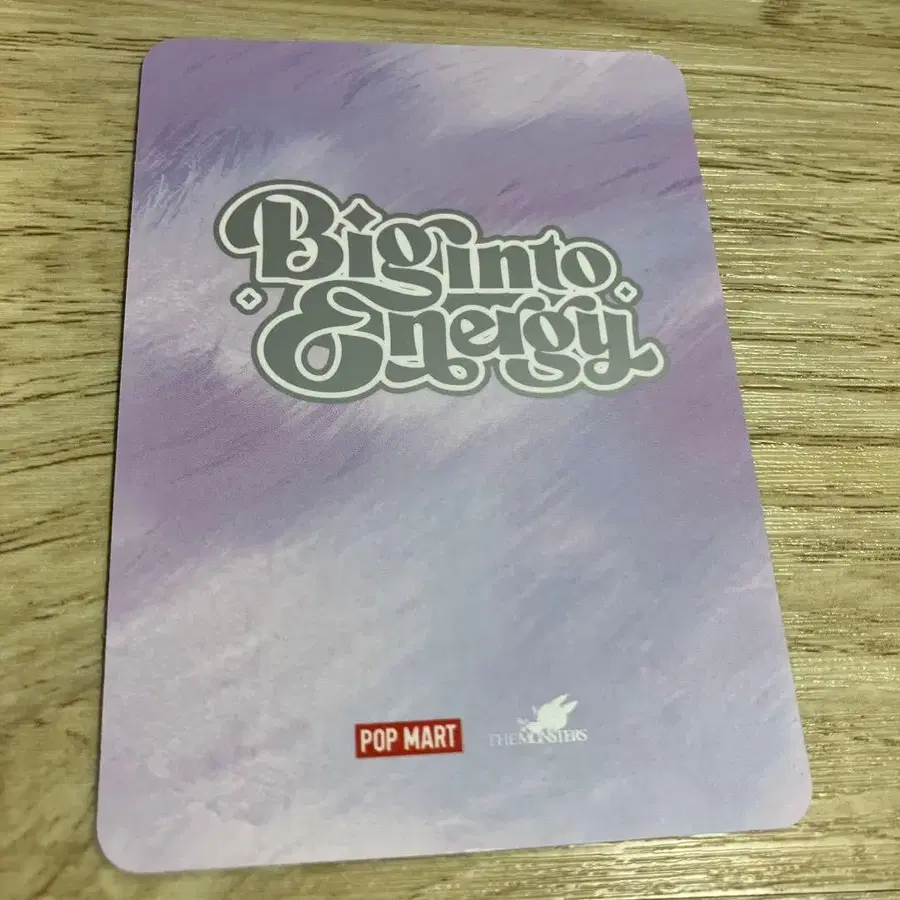 Big into
Energy
POP MART
THE MONSTERS